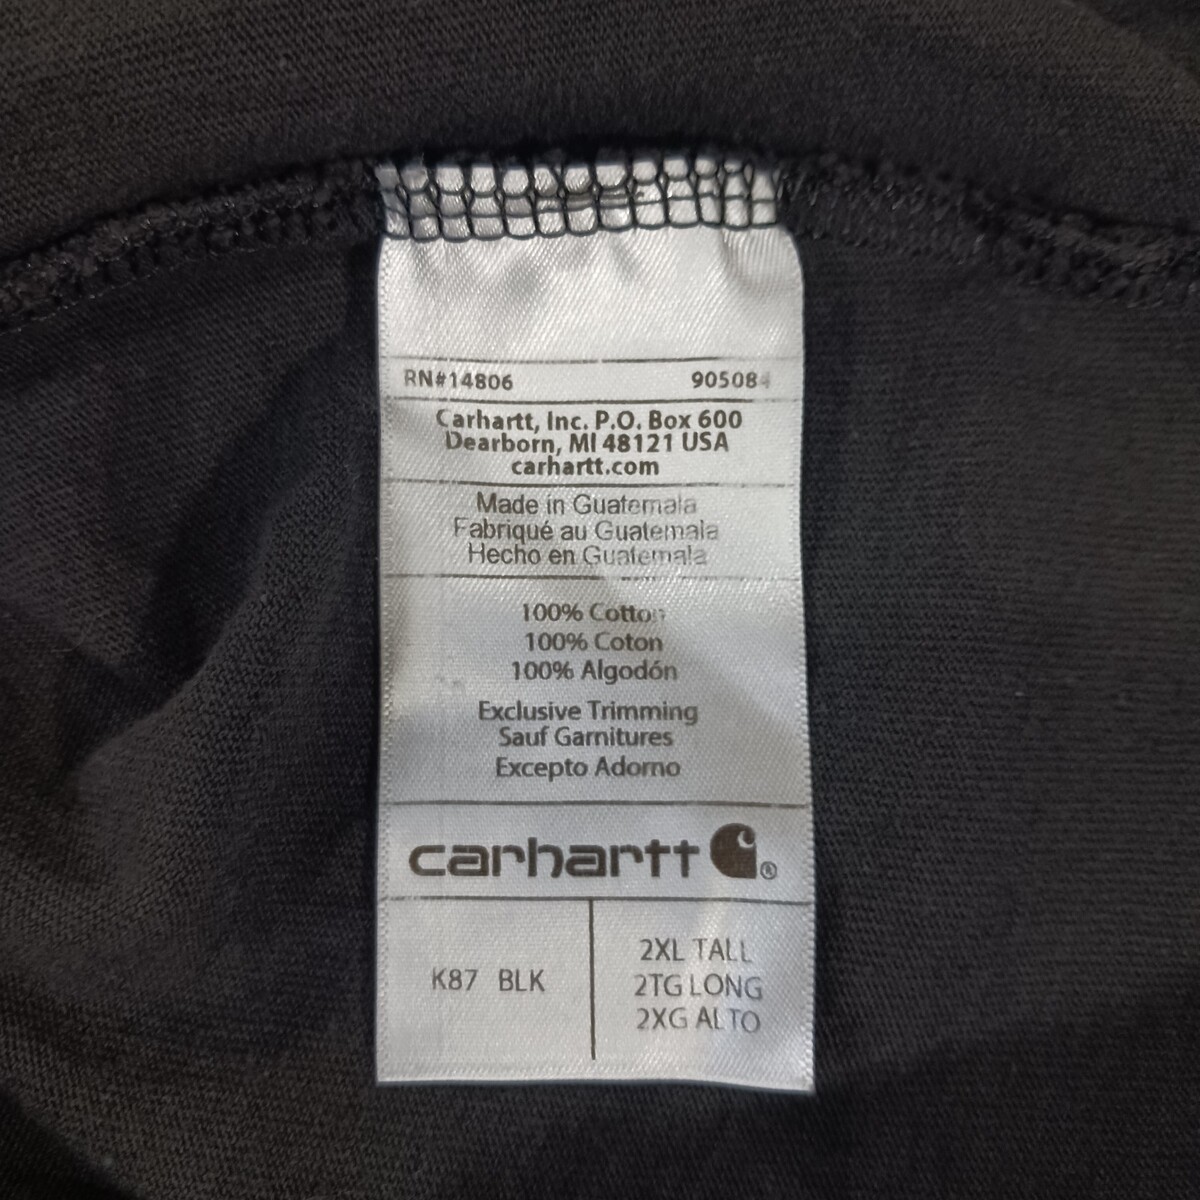 RN#14806 905084
Carhartt, Inc. P.O. Box 600
Dearborn, MI 48121 USA
carhartt.com
Made in Guatemala
Fabriqué au Guatemala
Hecho en Guatemala
100% Cotton
100% Coton
100% Algodón
Exclusive Trimming
Sauf Garnitures
Excepto Adorno
carhartt ®
K87 BLK
2XL TALL
2TG LONG
2XG ALTO